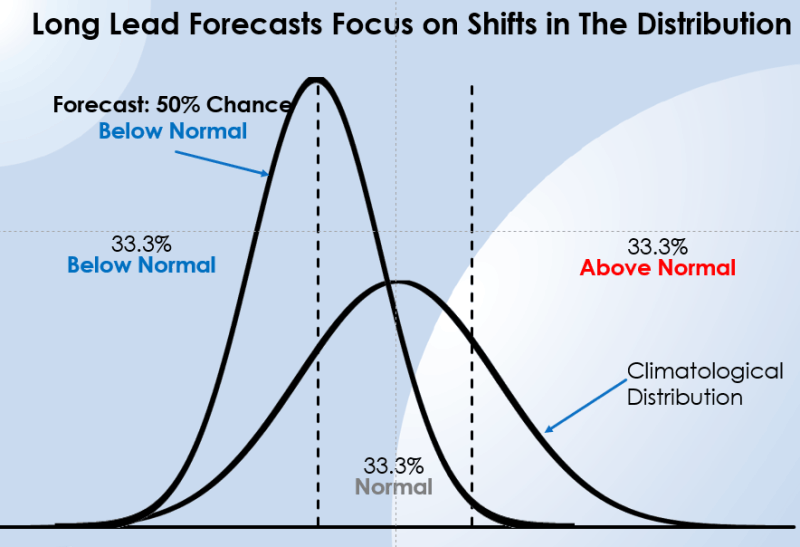 Long Lead Forecasts Focus on Shifts in The Distribution
Forecast: 50% Chance
Below Normal
33.3%
Below Normal
33.3%
Above Normal
Climatological
Distribution
33.3%
Normal